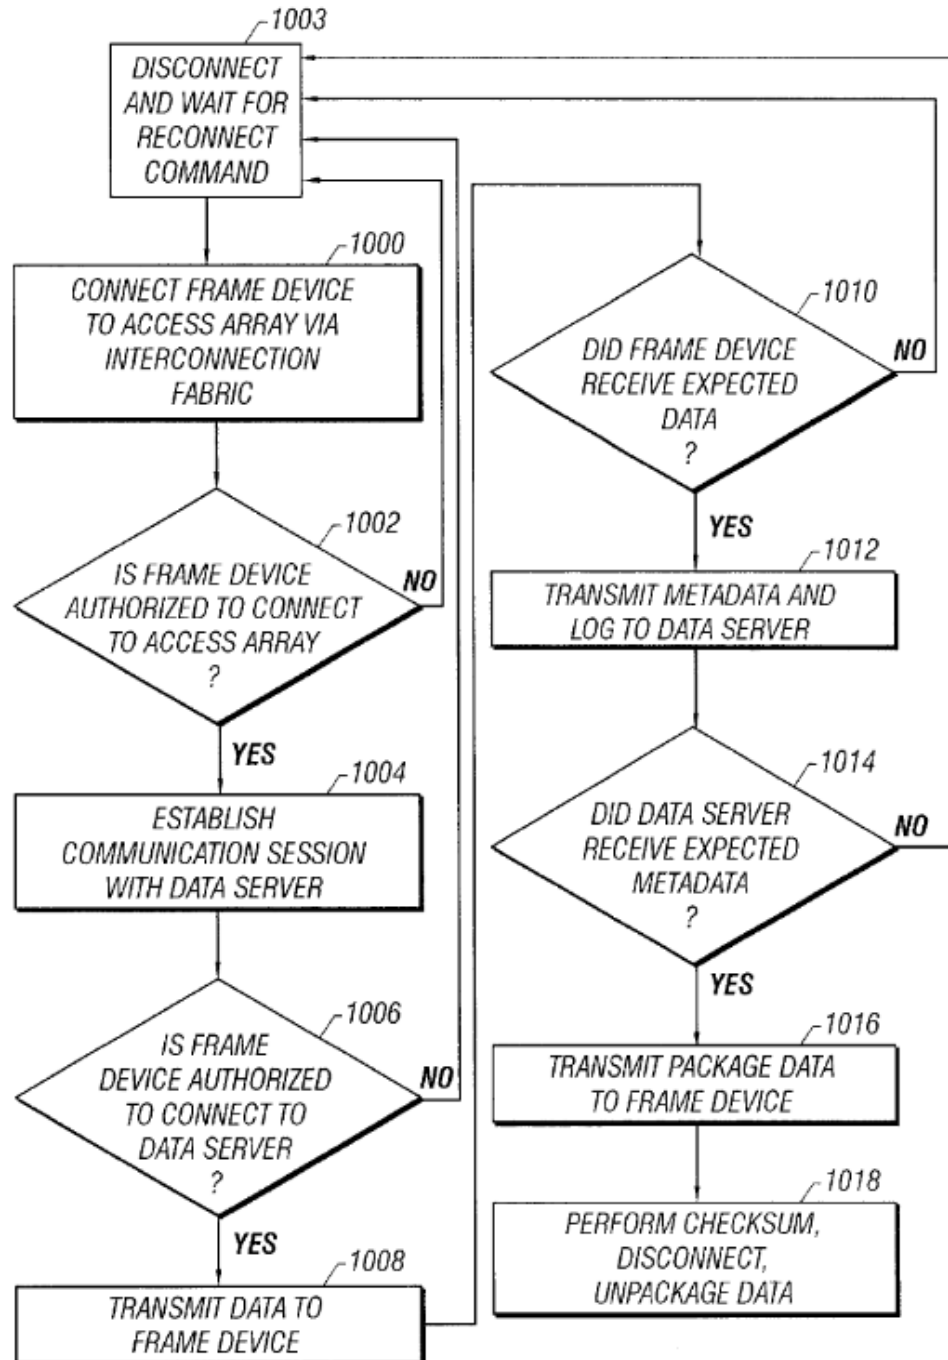 1003
DISCONNECT
AND WAIT FOR
RECONNECT
COMMAND
1000
CONNECT FRAME DEVICE
TO ACCESS ARRAY VIA
INTERCONNECTION
FABRIC
1002
IS FRAME DEVICE
AUTHORIZED TO CONNECT
TO ACCESS ARRAY
?
NO
YES
1004
ESTABLISH
COMMUNICATION SESSION
WITH DATA SERVER
1006
IS FRAME
DEVICE AUTHORIZED
TO CONNECT TO
DATA SERVER
?
NO
YES
1008
TRANSMIT DATA TO
FRAME DEVICE
1010
DID FRAME DEVICE
RECEIVE EXPECTED
DATA
?
NO
YES
1012
TRANSMIT METADATA AND
LOG TO DATA SERVER
1014
DID DATA SERVER
RECEIVE EXPECTED
METADATA
?
NO
YES
1016
TRANSMIT PACKAGE DATA
TO FRAME DEVICE
1018
PERFORM CHECKSUM,
DISCONNECT,
UNPACKAGE DATA